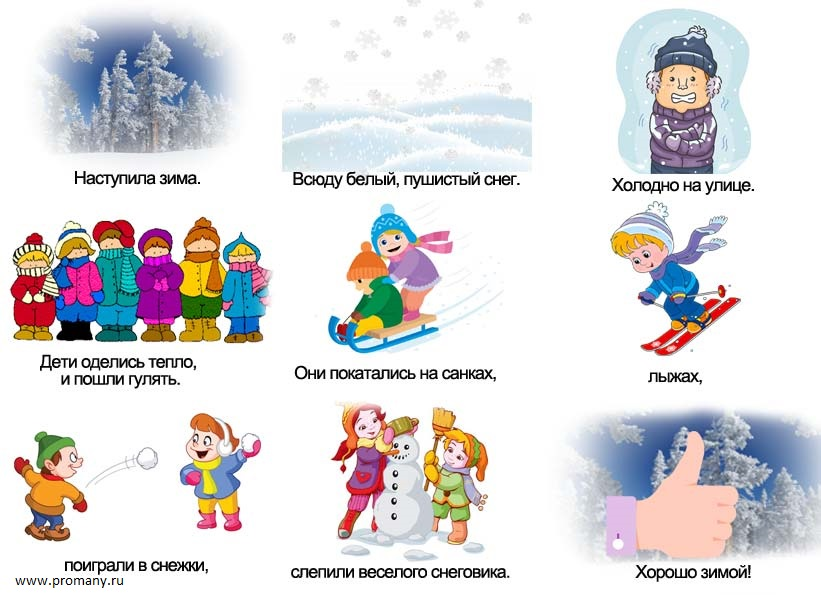 Наступила зима.
Всюду белый, пушистый снег.
Холодно на улице.
Дети оделись тепло,
и пошли гулять.
Они покатались на санках,
лыжах,
поиграли в снежки,
слепили веселого снеговика.
Хорошо зимой!
www.promany.ru